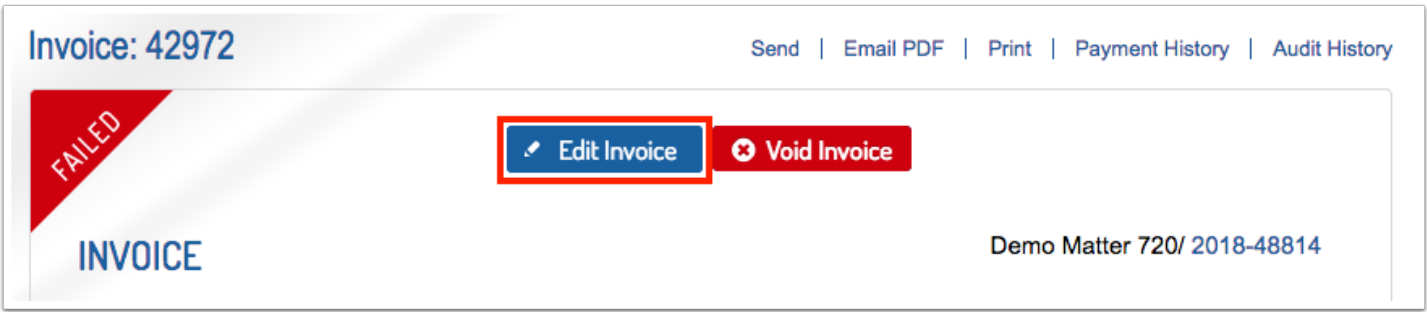 Invoice: 42972
Send | Email PDF | Print | Payment History | Audit History
FAILED
Edit Invoice
Void Invoice
INVOICE
Demo Matter 720/ 2018-48814